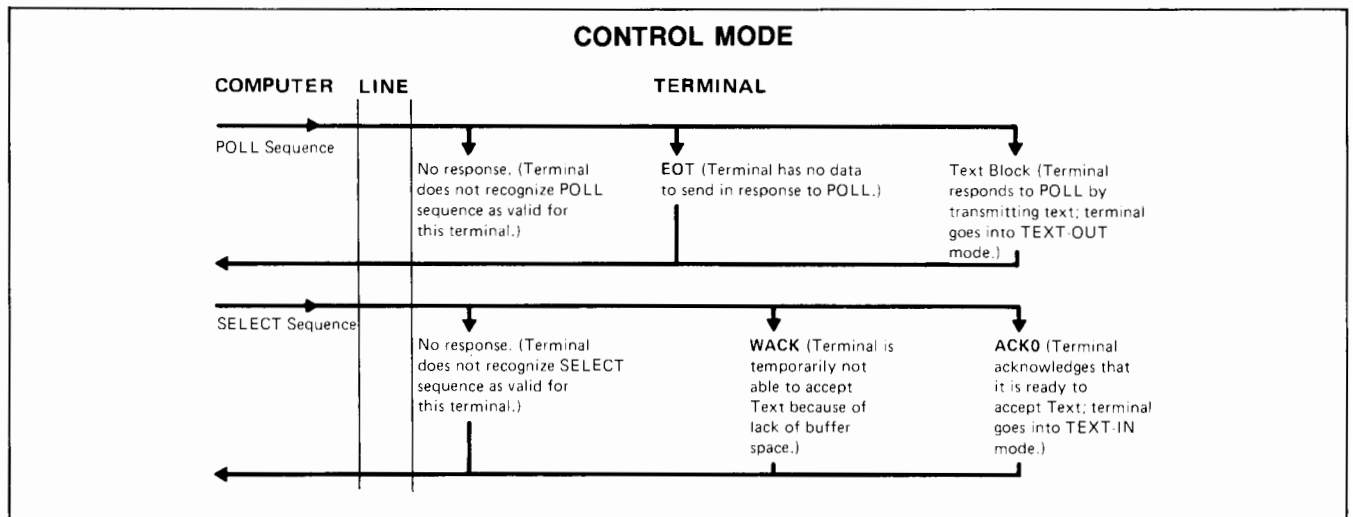 CONTROL MODE
COMPUTER LINE TERMINAL
POLL Sequence
No response. (Terminal
does not recognize POLL
sequence as valid for
this terminal.)
EOT (Terminal has no data
to send in response to POLL.)
Text Block (Terminal
responds to POLL by
transmitting text; terminal
goes into TEXT-OUT
mode.)
SELECT Sequence
No response. (Terminal
does not recognize SELECT
sequence as valid for
this terminal.)
WACK (Terminal is
temporarily not
able to accept
Text because of
lack of buffer
space.)
ACK0 (Terminal
acknowledges that
it is ready to
accept Text; terminal
goes into TEXT-IN
mode.)